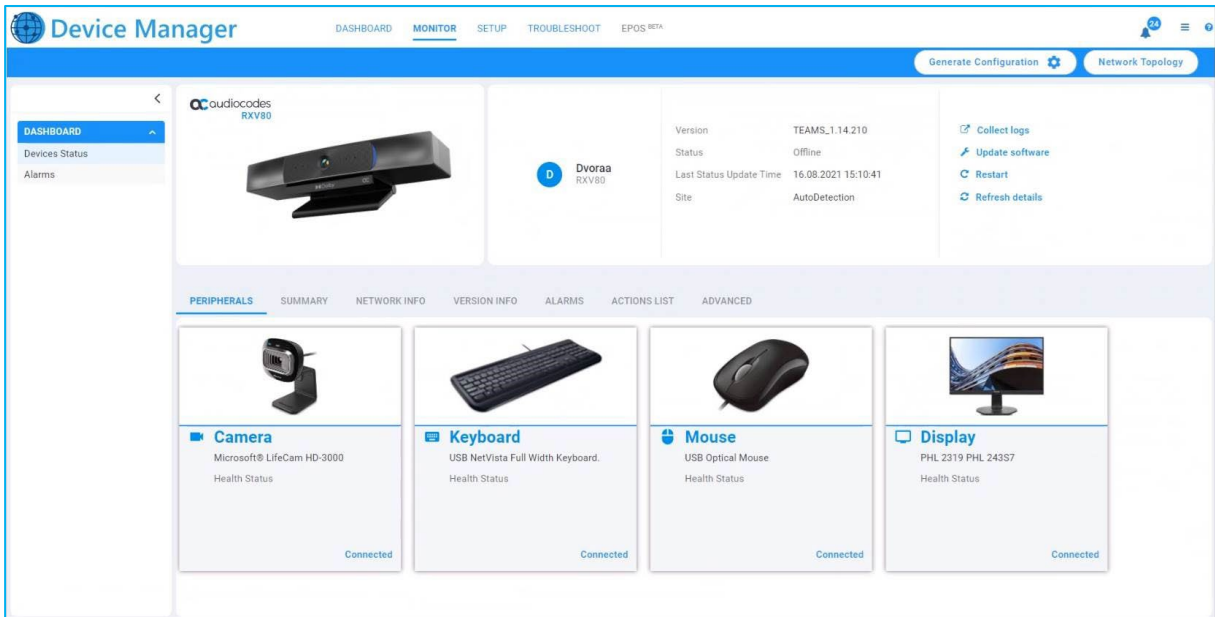 Device Manager
DASHBOARD MONITOR SETUP TROUBLESHOOT EPOS BETA
24
Generate Configuration
Network Topology
DASHBOARD
Devices Status
Alarms
audiocodes
RXV80
D
Dvoraa
RXV80
Version TEAMS_1.14.210
Status Offline
Last Status Update Time 16.08.2021 15:10:41
Site AutoDetection
Collect logs
Update software
Restart
Refresh details
PERIPHERALS SUMMARY NETWORK INFO VERSION INFO ALARMS ACTIONS LIST ADVANCED
Camera
Microsoft® LifeCam HD-3000
Health Status
Connected
Keyboard
USB NetVista Full Width Keyboard.
Health Status
Connected
Mouse
USB Optical Mouse
Health Status
Connected
Display
PHL 2319 PHL 243S7
Health Status
Connected